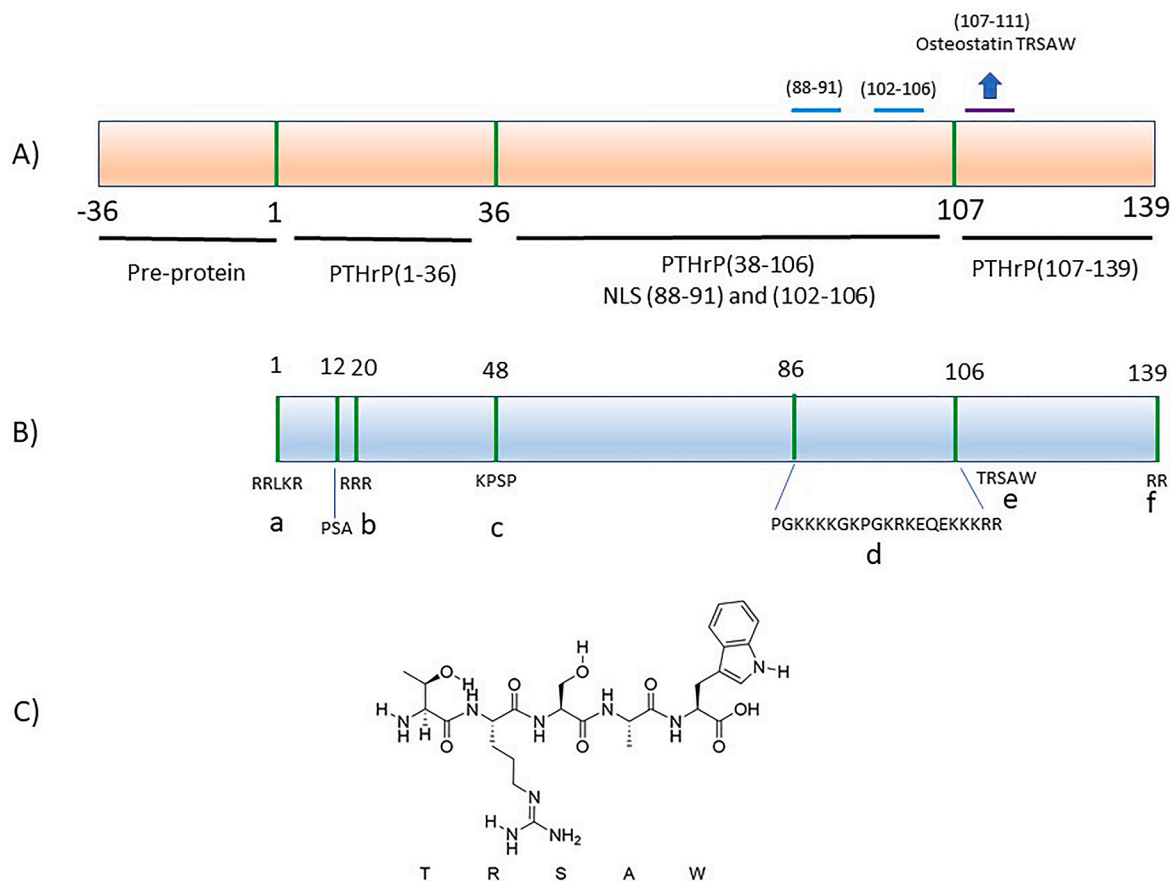 (107-111)
Osteostatin TRSAW
(88-91) (102-106)
A)
-36 1 36 107 139
Pre-protein PTHrP(1-36) PTHrP(38-106) PTHrP(107-139)
NLS (88-91) and (102-106)
1 12 20 48 86 106 139
B)
RRLKR RRR KPSP TRSAW RR
a PSA b c e f
PGKKKKGKPGKRKEQEKKKRR
d
C)
H
O H
O H N O O H N O N H
H N H H O N H O N H O OH
N
H N H NH2
T R S A W